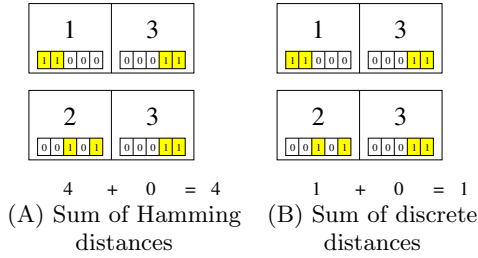 1 3 1 3
1 1 0 0 0 0 0 0 1 1 1 1 0 0 0 0 0 0 1 1
2 3 2 3
0 0 1 0 1 0 0 0 1 1 0 0 1 0 1 0 0 0 1 1
4 + 0 = 4 1 + 0 = 1
(A) Sum of Hamming
distances
(B) Sum of discrete
distances